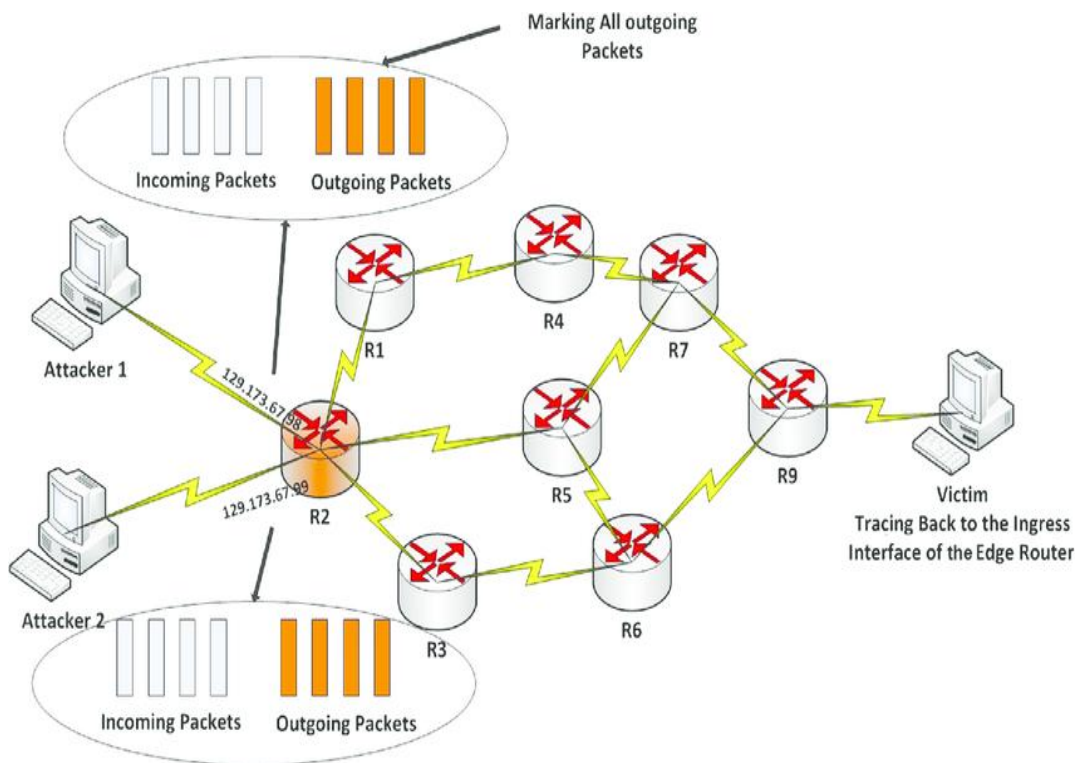 Marking All outgoing
Packets
Incoming Packets
Outgoing Packets
Attacker 1
129.173.67.98
R1
R4
R7
Attacker 2
129.173.67.99
R2
R5
R9
Victim
Tracing Back to the Ingress
Interface of the Edge Router
R3
R6
Incoming Packets
Outgoing Packets